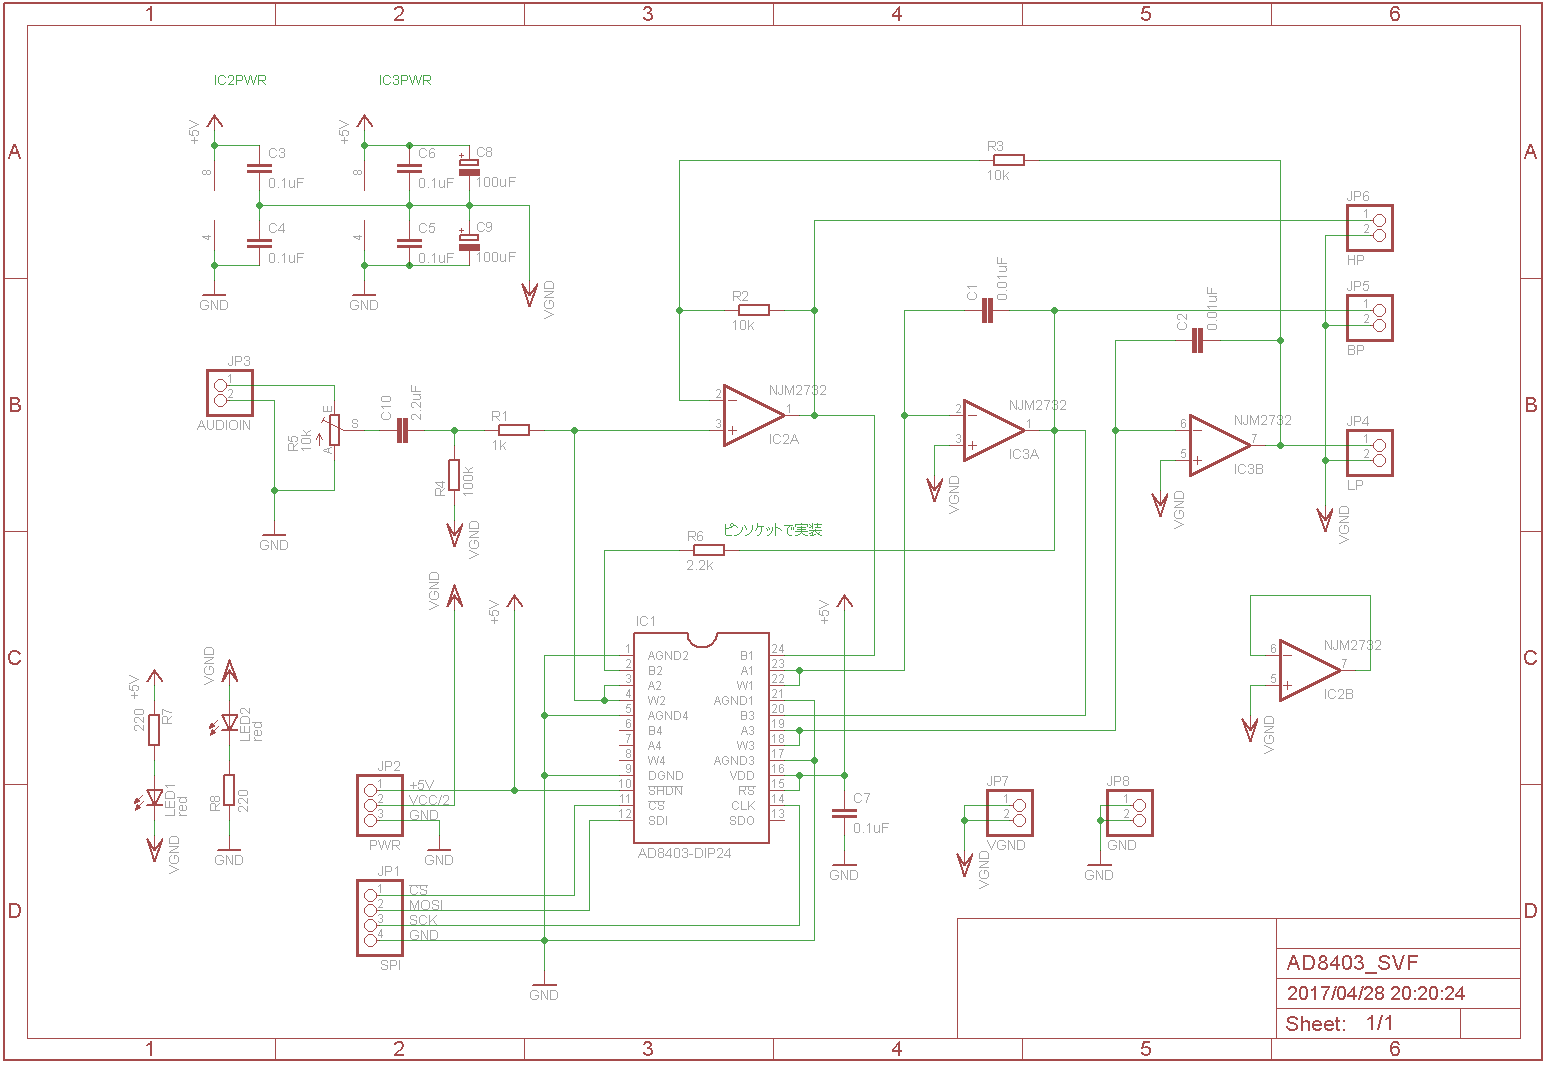 1 2 3 4 5 6
A
A
IC2PWR IC3PWR
+5V +5V
C3 C6 C8
8 8 + 
0.1uF 0.1uF 100uF
C4 C5 C9
4 4 +
0.1uF 0.1uF 100uF
GND GND VGND
R3
10k
JP6
1
2
HP
R2
10k
C1 0.01uF
C2 0.01uF
JP5
1
2
BP
B
B
JP3
1
2
AUDIOIN
R5 10k
E
S
A
GND
C10 2.2uF
R1
1k
R4 100k
VGND
NJM2732
2
3
1
IC2A
NJM2732
2
3
1
IC3A
VGND
NJM2732
6
5
7
IC3B
VGND
JP4
1
2
LP
VGND
R6 ピンソケットで実装
2.2k
C
C
VGND
+5V
+5V
IC1
1 AGND2 B1 24
2 B2 A1 23
3 A2 W1 22
4 W2 AGND1 21
5 AGND4 B3 20
6 B4 A3 19
7 A4 W3 18
8 W4 AGND3 17
9 DGND VDD 16
10 SHDN RS 15
11 CS CLK 14
12 SDI SDO 13
AD8403-DIP24
C7
0.1uF
GND
NJM2732
6
5
7
IC2B
VGND
+5V
220 R7
LED1 red
VGND
VGND
LED2 red
R8 220
GND
JP2
1 +5V
2 VCC/2
3 GND
PWR GND
JP1
1 CS
2 MOSI
3 SCK
4 GND
SPI
GND
JP7
1
2
VGND
VGND
JP8
1
2
GND
GND
D
D
AD8403_SVF
2017/04/28 20:20:24
Sheet: 1/1
1 2 3 4 5 6